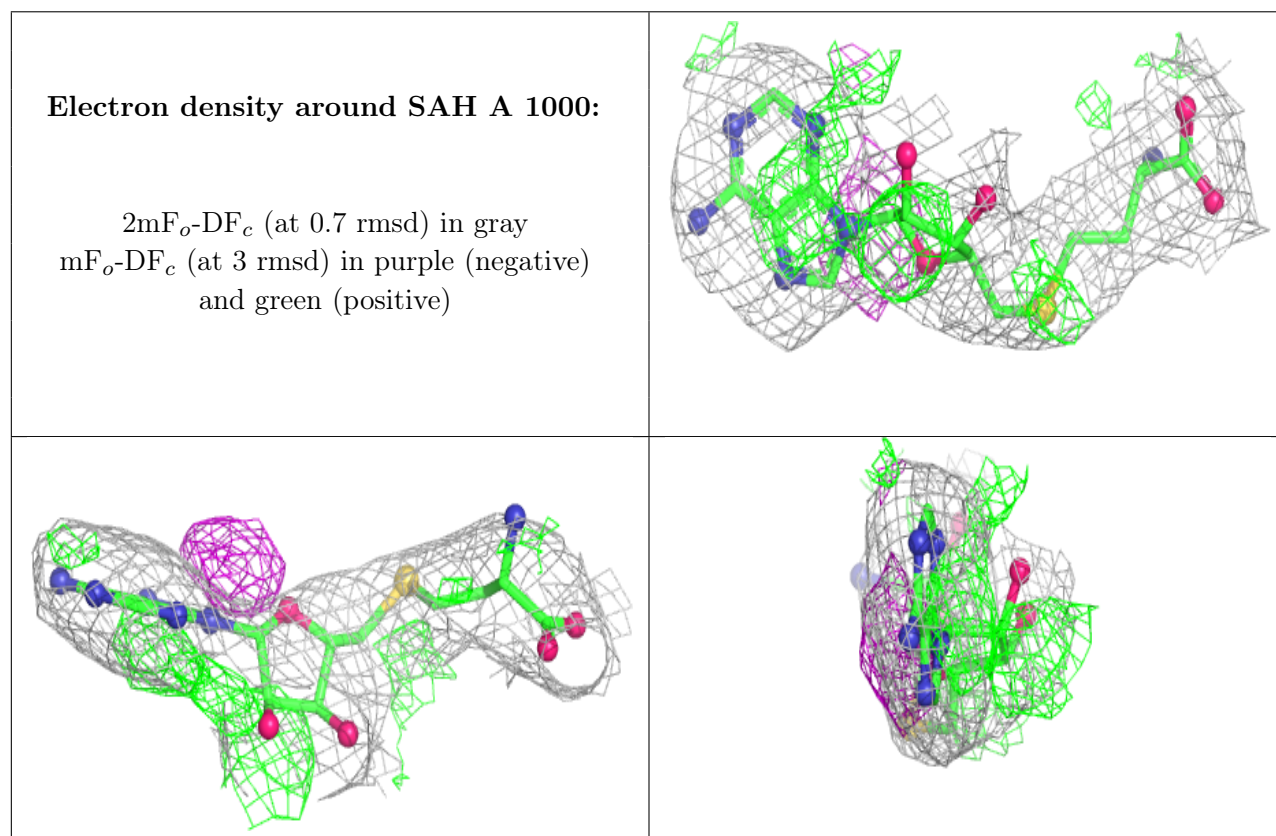 Electron density around SAH A 1000:
2mFo-DFc (at 0.7 rmsd) in gray
mFo-DFc (at 3 rmsd) in purple (negative)
and green (positive)